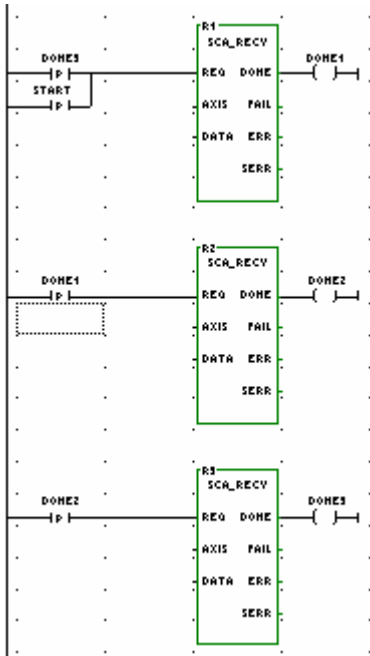 R1
SCA_RECV
DONE3 DONE1
P REQ DONE
START
P AXIS FAIL
DATA ERR
SERR
R2
SCA_RECV
DONE1 DONE2
P REQ DONE
AXIS FAIL
DATA ERR
SERR
R3
SCA_RECV
DONE2 DONE3
P REQ DONE
AXIS FAIL
DATA ERR
SERR